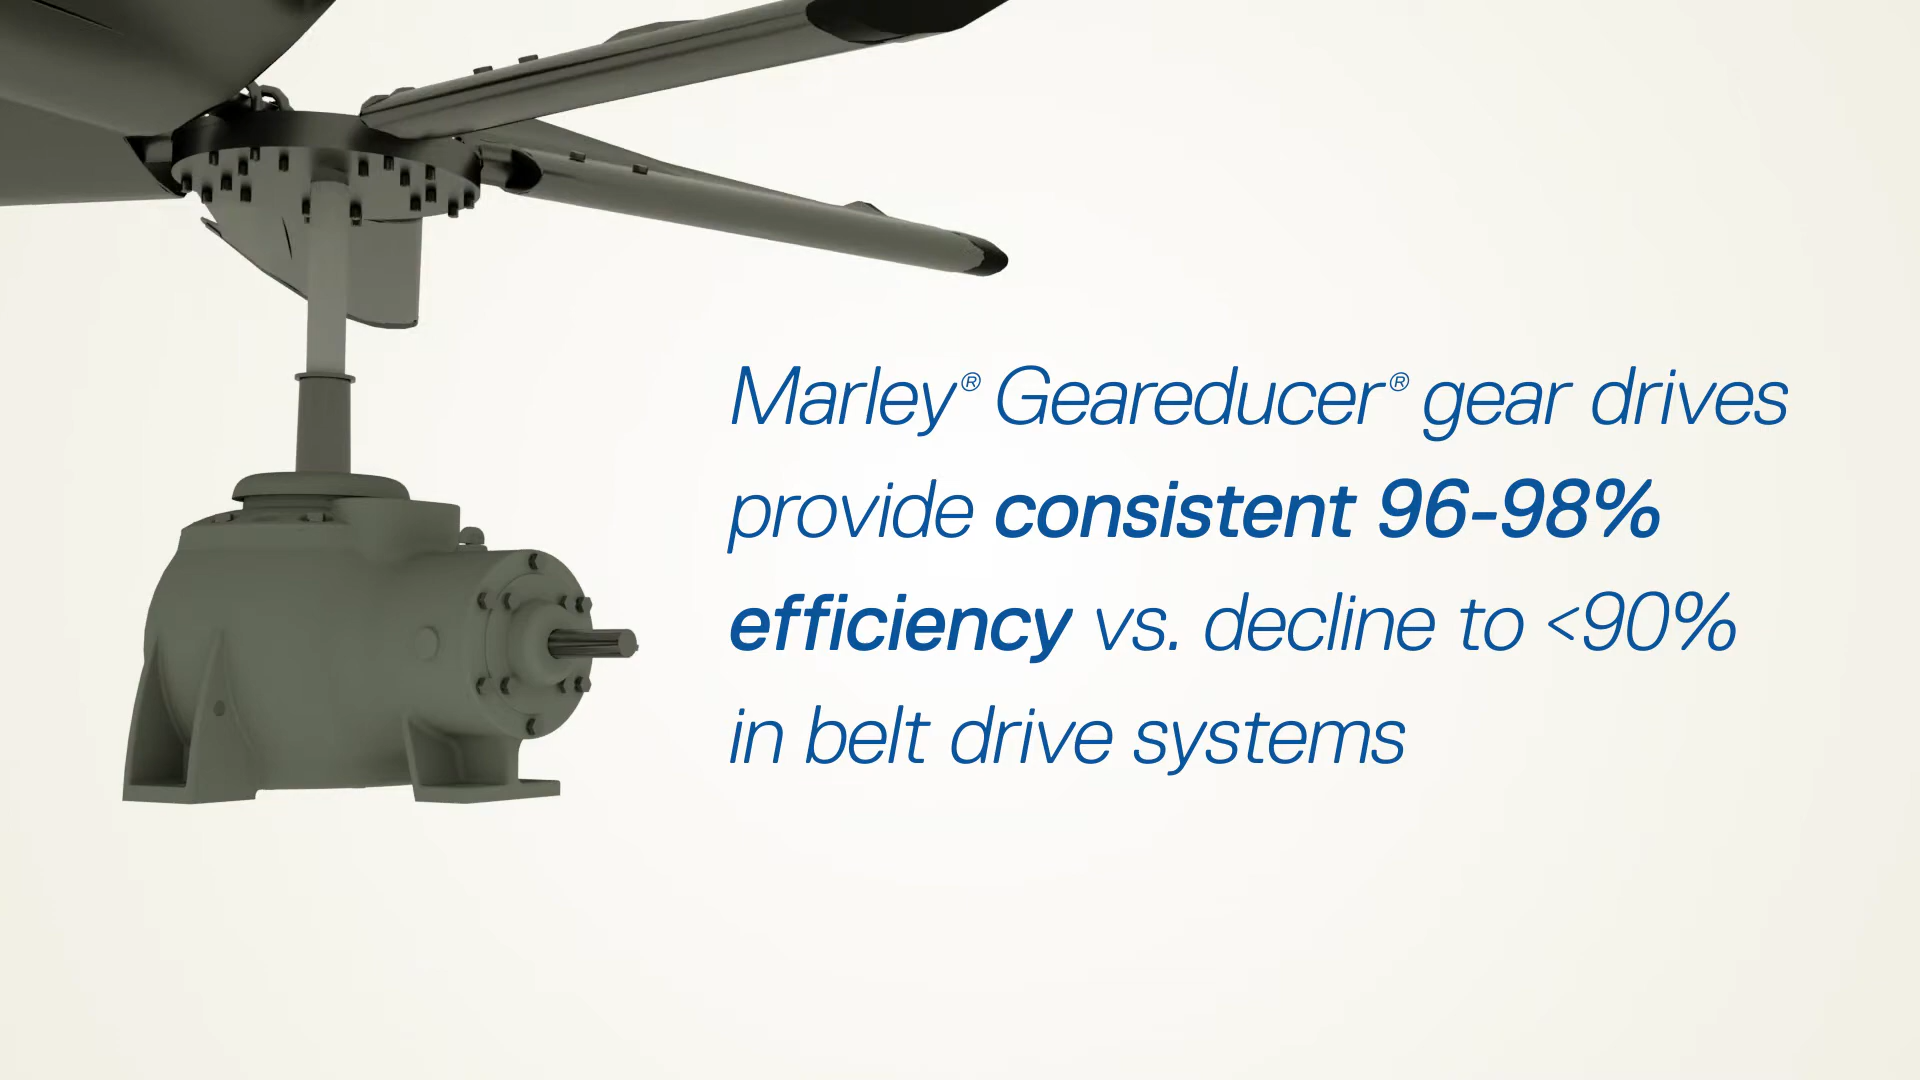 Marley® Geareducer® gear drives
provide consistent 96-98%
efficiency vs. decline to <90%
in belt drive systems